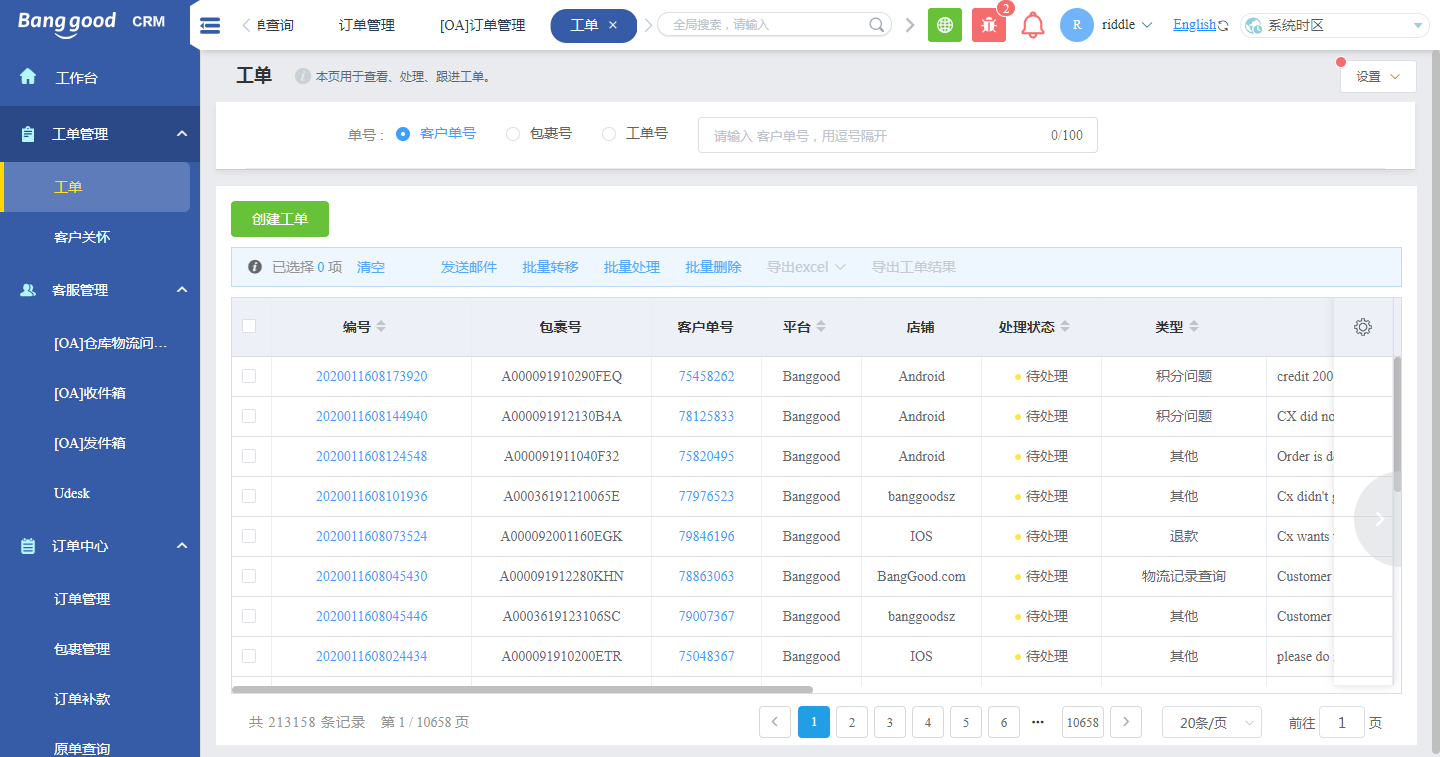 Banggood CRM
单查询
订单管理
[OA]订单管理
工单 ×
全局搜索，请输入
2
R
riddle
English
系统时区
工作台
工单管理
工单
客户关怀
客服管理
[OA]仓库物流问…
[OA]收件箱
[OA]发件箱
Udesk
订单中心
订单管理
包裹管理
订单补款
原单查询
工单
本页用于查看、处理、跟进工单。
设置
单号： 客户单号 包裹号 工单号
请输入 客户单号，用逗号隔开 0/100
创建工单
已选择 0 项 清空 发送邮件 批量转移 批量处理 批量删除 导出excel 导出工单结果
编号 包裹号 客户单号 平台 店铺 处理状态 类型
2020011608173920 A000091910290FEQ 75458262 Banggood Android 待处理 积分问题 credit 200
2020011608144940 A000091912130B4A 78125833 Banggood Android 待处理 积分问题 CX did no
2020011608124548 A000091911040F32 75820495 Banggood Android 待处理 其他 Order is d
2020011608101936 A00036191210065E 77976523 Banggood banggoodsz 待处理 其他 Cx didn't g
2020011608073524 A000092001160EGK 79846196 Banggood IOS 待处理 退款 Cx wants
2020011608045430 A000091912280KHN 78863063 Banggood BangGood.com 待处理 物流记录查询 Customer
2020011608045446 A0003619123106SC 79007367 Banggood banggoodsz 待处理 其他 Customer
2020011608024434 A000091910200ETR 75048367 Banggood IOS 待处理 其他 please do
共 213158 条记录 第 1 / 10658 页
1 2 3 4 5 6 ••• 10658
20条/页
前往 1 页